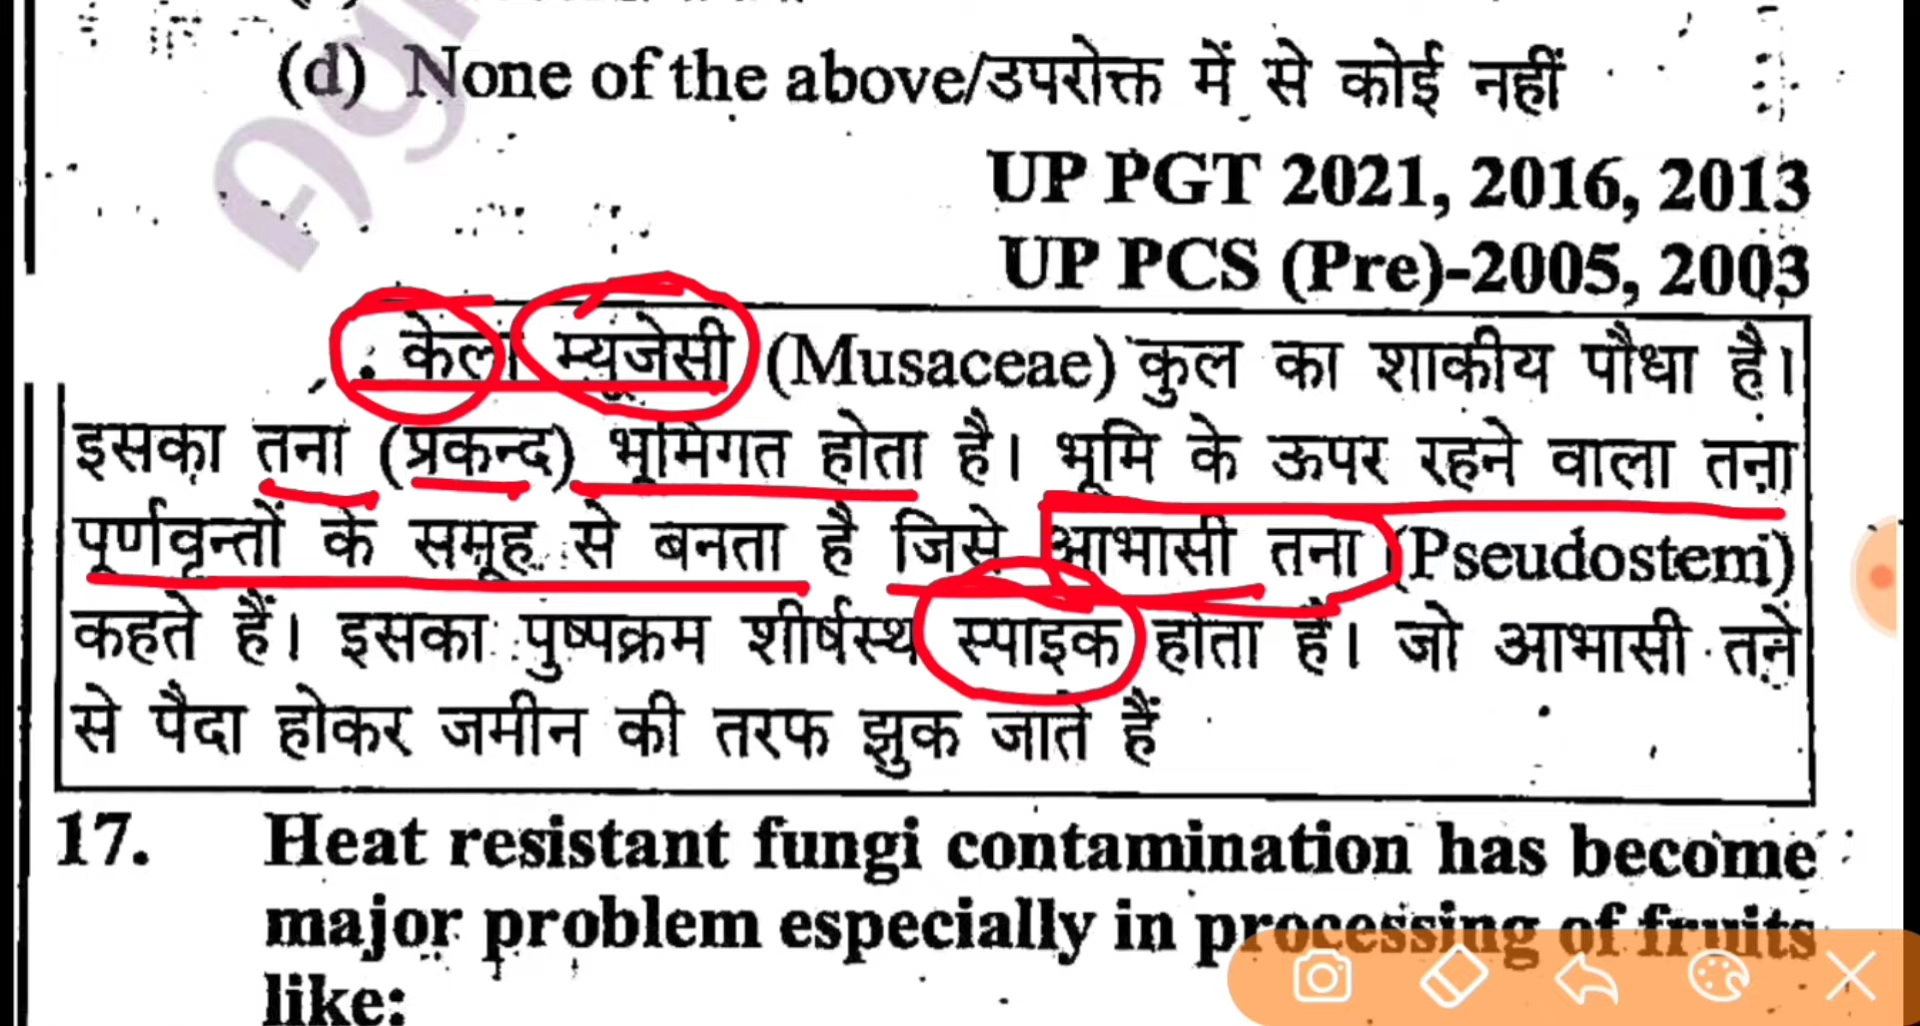 (d) None of the above/उपरोक्त में से कोई नहीं
UP PGT 2021, 2016, 2013
UP PCS (Pre)-2005, 2003
केला म्युजेसी (Musaceae) कुल का शाकीय पौधा है।
इसका तना (प्रकन्द) भूमिगत होता है। भूमि के ऊपर रहने वाला तना
पूर्णवृन्तों के समूह से बनता है जिसे आभासी तना (Pseudostem)
कहते हैं। इसका पुष्पक्रम शीर्षस्थ स्पाइक होता है। जो आभासी तने
से पैदा होकर जमीन की तरफ झुक जाते हैं
17. Heat resistant fungi contamination has become
major problem especially in processing of fruits
like: